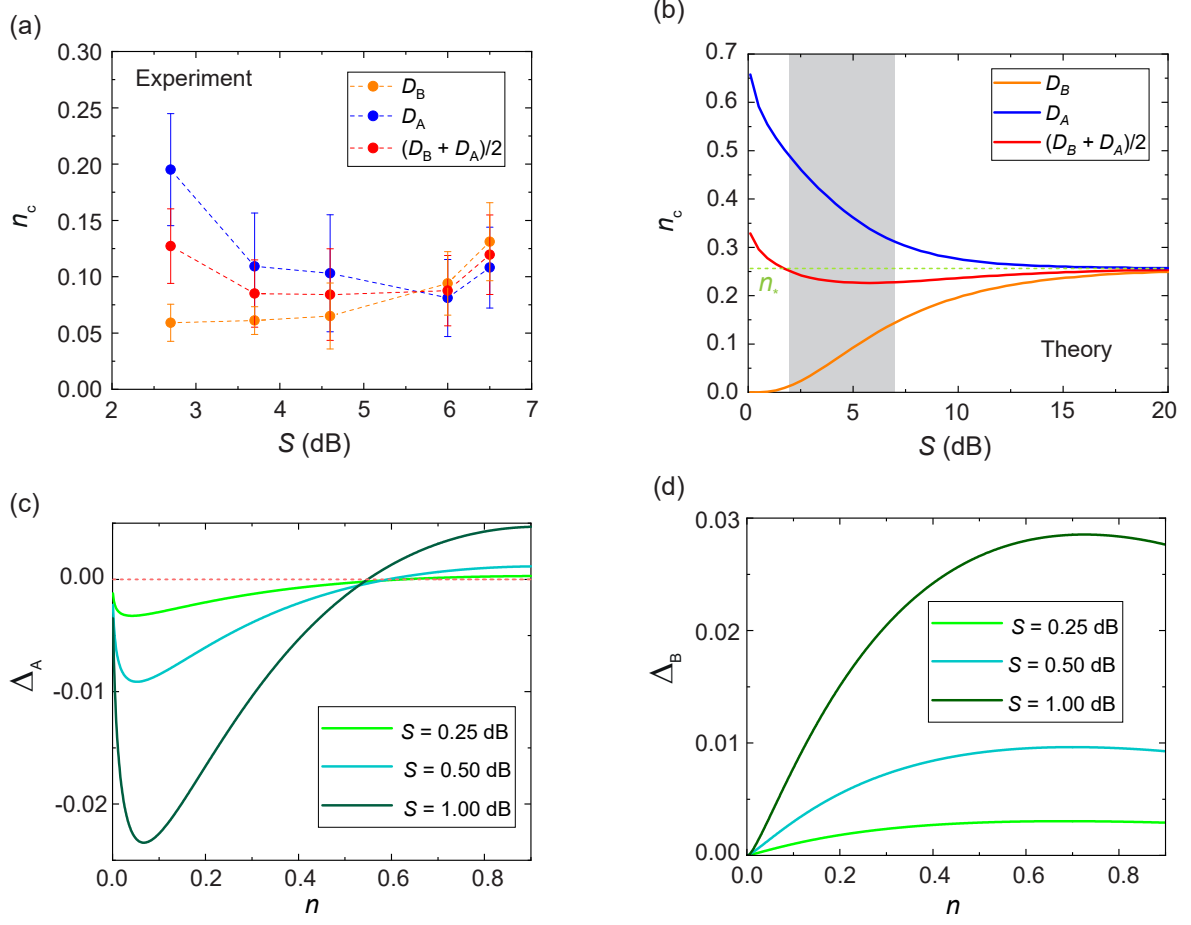 (a)
0.30
0.25
0.20
0.15
0.10
0.05
0.00
n_c
Experiment
D_B
D_A
(D_B + D_A)/2
2 3 4 5 6 7
S (dB)
(b)
0.7
0.6
0.5
0.4
0.3
0.2
0.1
0.0
n_c
D_B
D_A
(D_B + D_A)/2
n_*
Theory
0 5 10 15 20
S (dB)
(c)
0.00
-0.01
-0.02
Δ_A
S = 0.25 dB
S = 0.50 dB
S = 1.00 dB
0.0 0.2 0.4 0.6 0.8
n
(d)
0.03
0.02
0.01
0.00
Δ_B
S = 0.25 dB
S = 0.50 dB
S = 1.00 dB
0.0 0.2 0.4 0.6 0.8
n